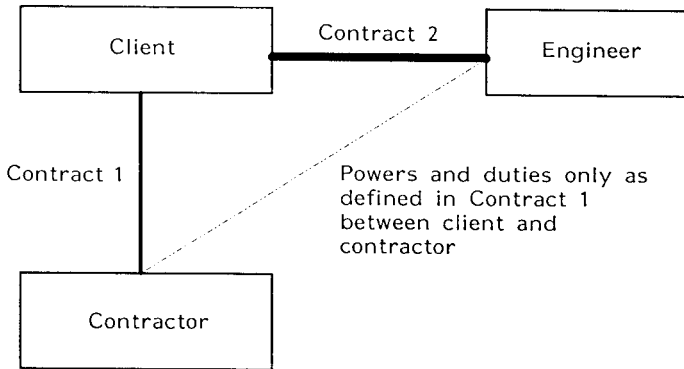 Client
Contract 2
Engineer
Contract 1
Powers and duties only as
defined in Contract 1
between client and
contractor
Contractor